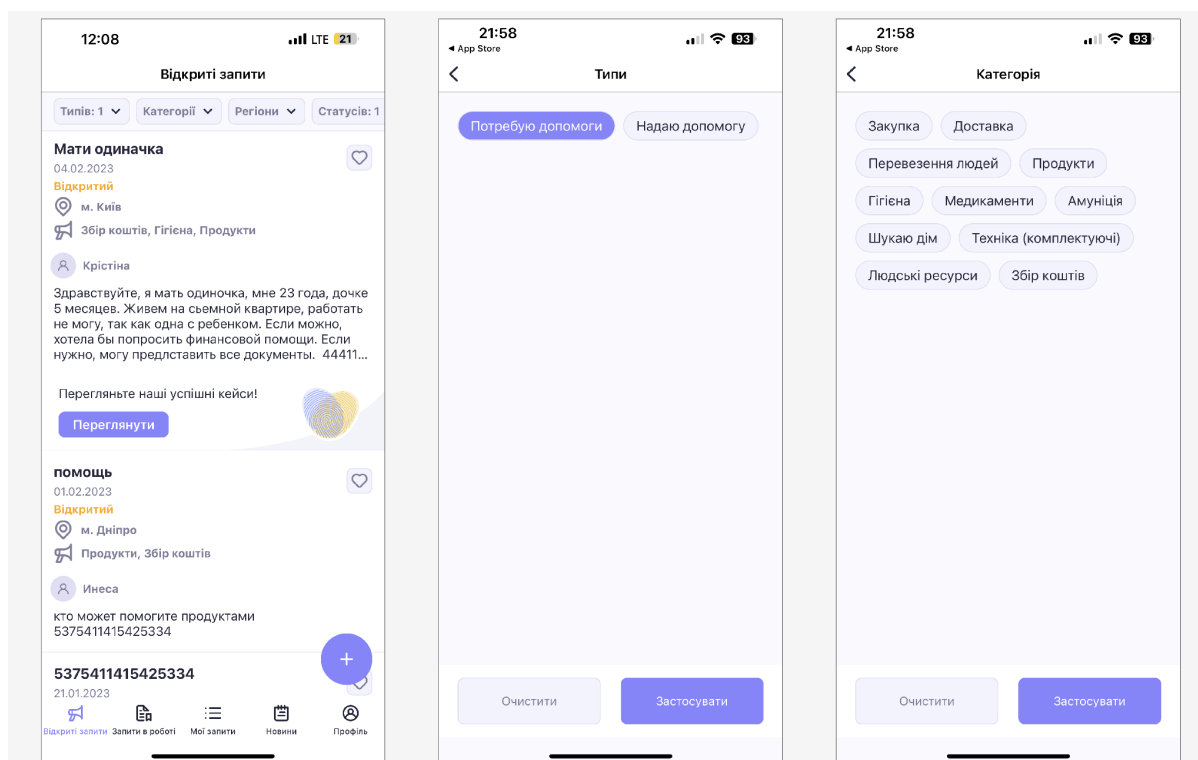 12:08
LTE 21
Відкриті запити
Типів: 1
Категорії
Регіони
Статусів: 1
Мати одиначка
04.02.2023
Відкритий
м. Київ
Збір коштів, Гігієна, Продукти
Крістіна
Здравствуйте, я мать одиночка, мне 23 года, дочке
5 месяцев. Живем на сьемной квартире, работать
не могу, так как одна с ребенком. Если можно,
хотела бы попросить финансовой помощи. Если
нужно, могу предлставить все документы. 44411...
Перегляньте наші успішні кейси!
Переглянути
помощь
01.02.2023
Відкритий
м. Дніпро
Продукти, Збір коштів
Инеса
кто может помогите продуктами
5375411415425334
+
5375411415425334
21.01.2023
Відкриті запити
Запити в роботі
Мої запити
Новини
Профіль
21:58
93
App Store
Типи
Потребую допомоги
Надаю допомогу
Очистити
Застосувати
21:58
93
App Store
Категорія
Закупка
Доставка
Перевезення людей
Продукти
Гігієна
Медикаменти
Амуніція
Шукаю дім
Техніка (комплектуючі)
Людські ресурси
Збір коштів
Очистити
Застосувати